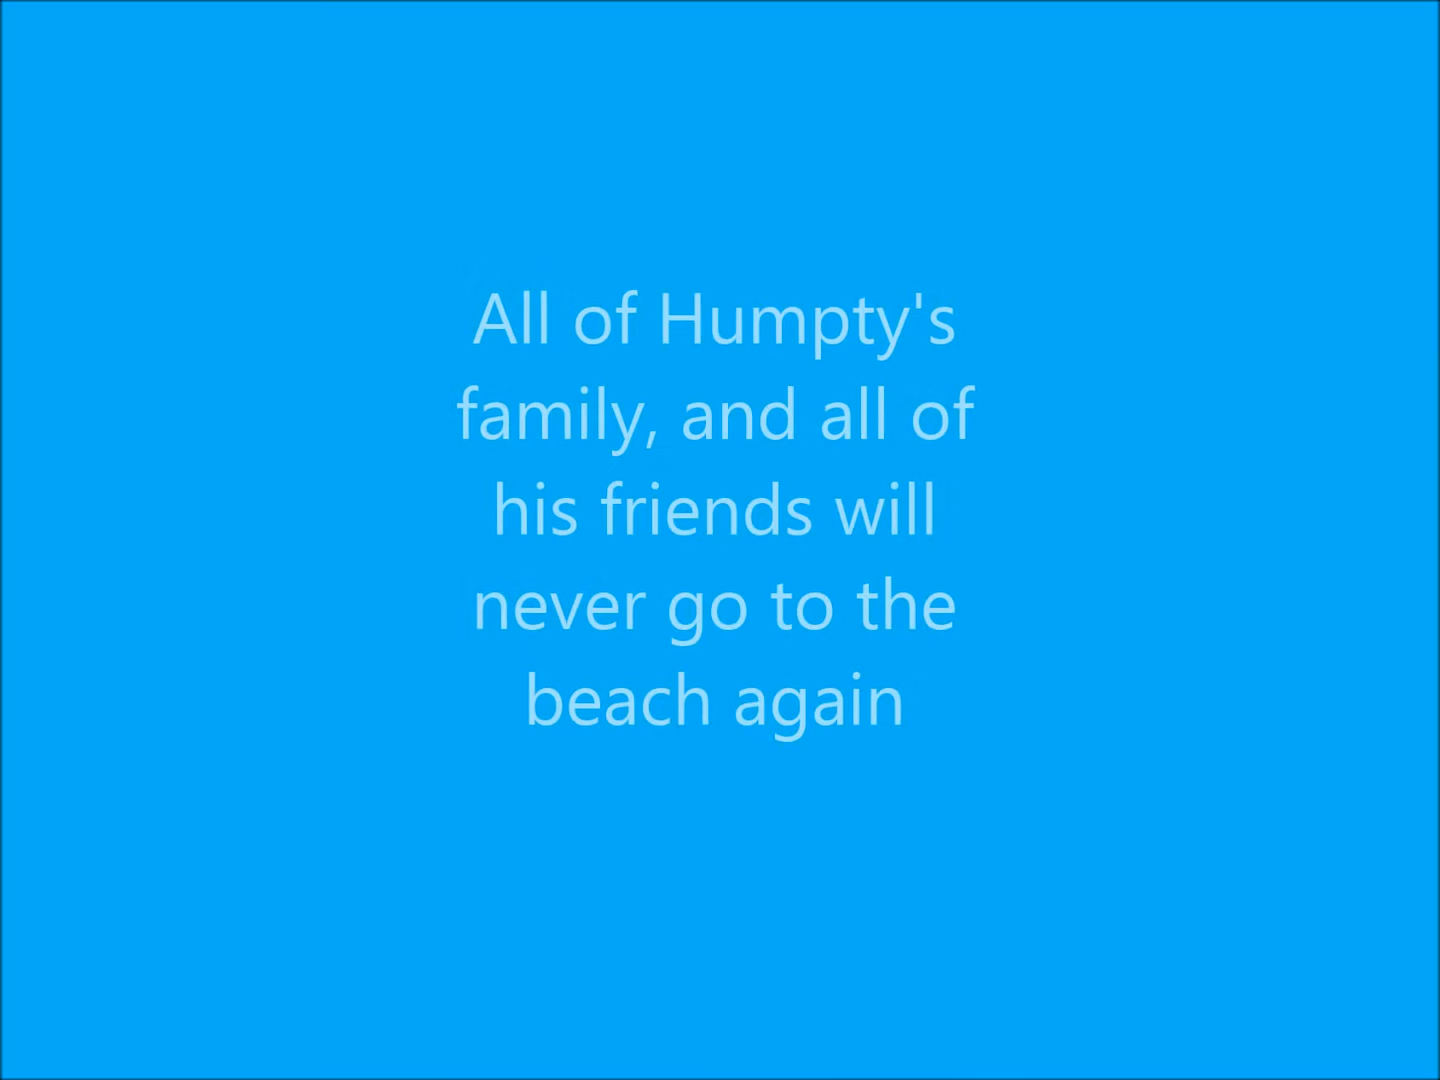 All of Humpty's
family, and all of
his friends will
never go to the
beach again